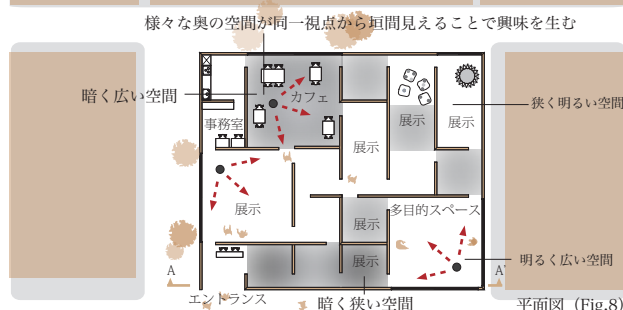 様々な奥の空間が同一視点から垣間見えることで興味を生む
暗く広い空間
カフェ
狭く明るい空間
事務室
展示
展示
展示
展示
多目的スペース
展示
展示
明るく広い空間
A
A'
エントランス
暗く狭い空間
平面図（Fig.8）